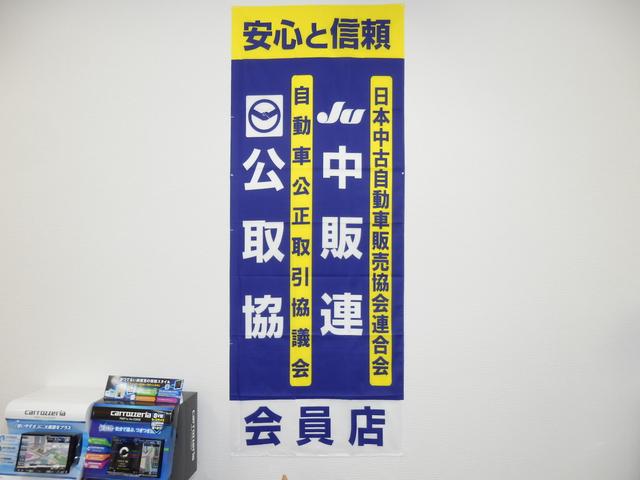 安心と信頼
日本中古自動車販売協会連合会
JU
中販連
自動車公正取引協議会
公取協
会員店
carrozzeria
carrozzeria